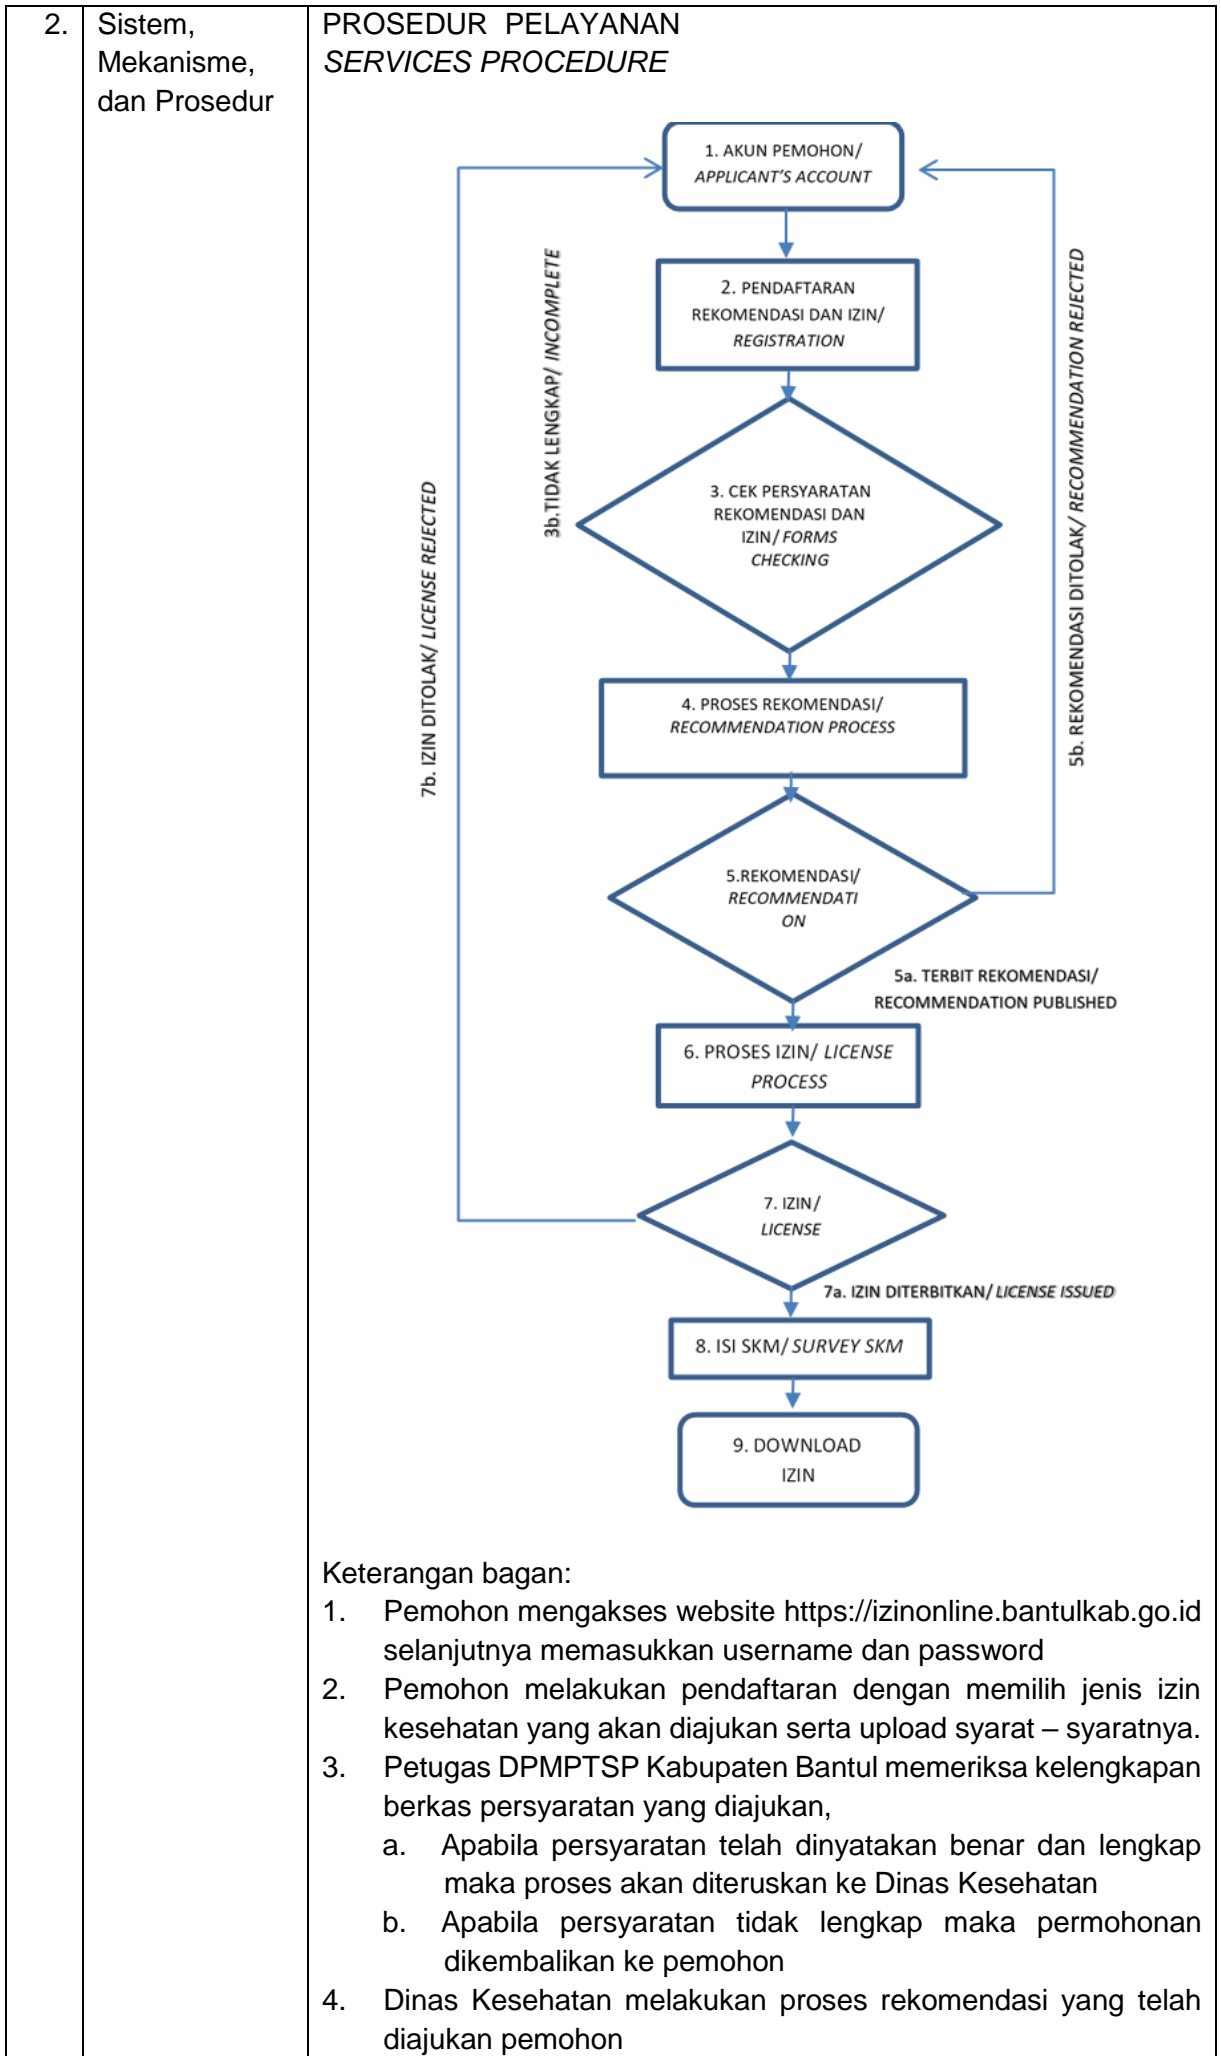 2.
Sistem,
Mekanisme,
dan Prosedur
PROSEDUR PELAYANAN
SERVICES PROCEDURE
1. AKUN PEMOHON/
APPLICANT'S ACCOUNT
2. PENDAFTARAN
REKOMENDASI DAN IZIN/
REGISTRATION
3b.TIDAK LENGKAP/ INCOMPLETE
5b. REKOMENDASI DITOLAK/ RECOMMENDATION REJECTED
3. CEK PERSYARATAN
REKOMENDASI DAN
IZIN/ FORMS
CHECKING
7b. IZIN DITOLAK/ LICENSE REJECTED
4. PROSES REKOMENDASI/
RECOMMENDATION PROCESS
5.REKOMENDASI/
RECOMMENDATI
ON
5a. TERBIT REKOMENDASI/
RECOMMENDATION PUBLISHED
6. PROSES IZIN/ LICENSE
PROCESS
7. IZIN/
LICENSE
7a. IZIN DITERBITKAN/ LICENSE ISSUED
8. ISI SKM/ SURVEY SKM
9. DOWNLOAD
IZIN
Keterangan bagan:
1. Pemohon mengakses website https://izinonline.bantulkab.go.id
selanjutnya memasukkan username dan password
2. Pemohon melakukan pendaftaran dengan memilih jenis izin
kesehatan yang akan diajukan serta upload syarat – syaratnya.
3. Petugas DPMPTSP Kabupaten Bantul memeriksa kelengkapan
berkas persyaratan yang diajukan,
a. Apabila persyaratan telah dinyatakan benar dan lengkap
maka proses akan diteruskan ke Dinas Kesehatan
b. Apabila persyaratan tidak lengkap maka permohonan
dikembalikan ke pemohon
4. Dinas Kesehatan melakukan proses rekomendasi yang telah
diajukan pemohon